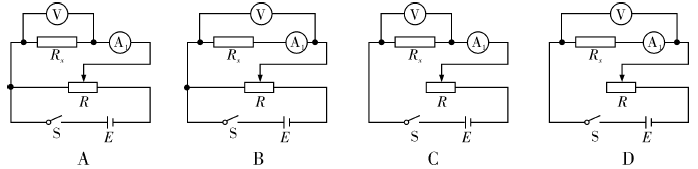 V V V V
Rₓ A₁ Rₓ A₁ Rₓ A₁ Rₓ A₁
R R R R
S E S E S E S E
A B C D